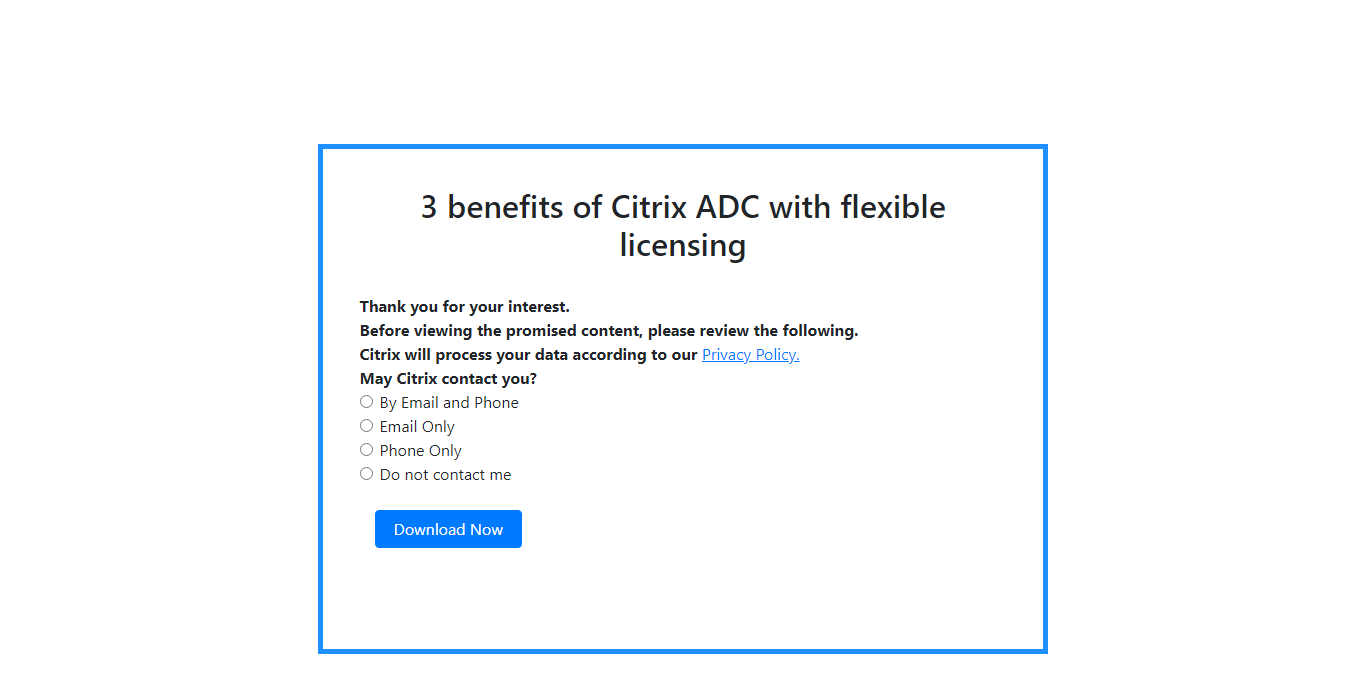 3 benefits of Citrix ADC with flexible
licensing
Thank you for your interest.
Before viewing the promised content, please review the following.
Citrix will process your data according to our Privacy Policy.
May Citrix contact you?
By Email and Phone
Email Only
Phone Only
Do not contact me
Download Now